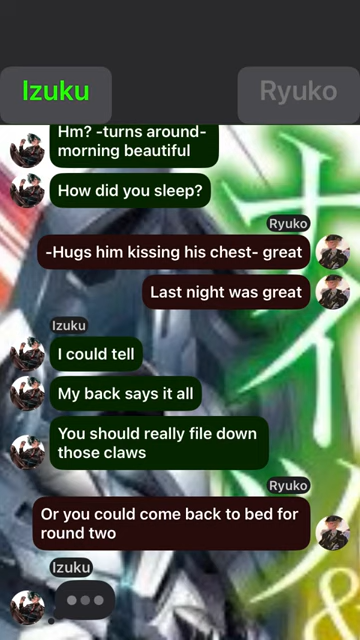 Izuku
Ryuko
Hm? -turns around-
morning beautiful
How did you sleep?
Ryuko
-Hugs him kissing his chest- great
Last night was great
Izuku
I could tell
My back says it all
You should really file down
those claws
Ryuko
Or you could come back to bed for
round two
Izuku